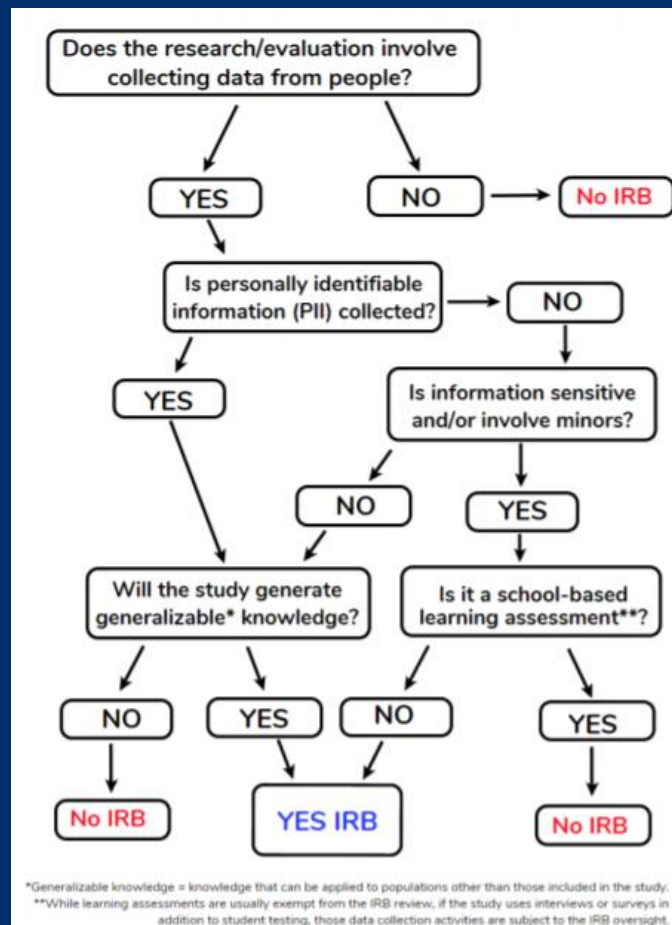 Does the research/evaluation involve
collecting data from people?
YES
NO
No IRB
Is personally identifiable
information (PII) collected?
NO
YES
Is information sensitive
and/or involve minors?
NO
YES
Will the study generate
generalizable* knowledge?
Is it a school-based
learning assessment**?
NO
YES
NO
YES
No IRB
YES IRB
No IRB
*Generalizable knowledge = knowledge that can be applied to populations other than those included in the study.
**While learning assessments are usually exempt from the IRB review, if the study uses interviews or surveys in
addition to student testing, those data collection activities are subject to the IRB oversight.